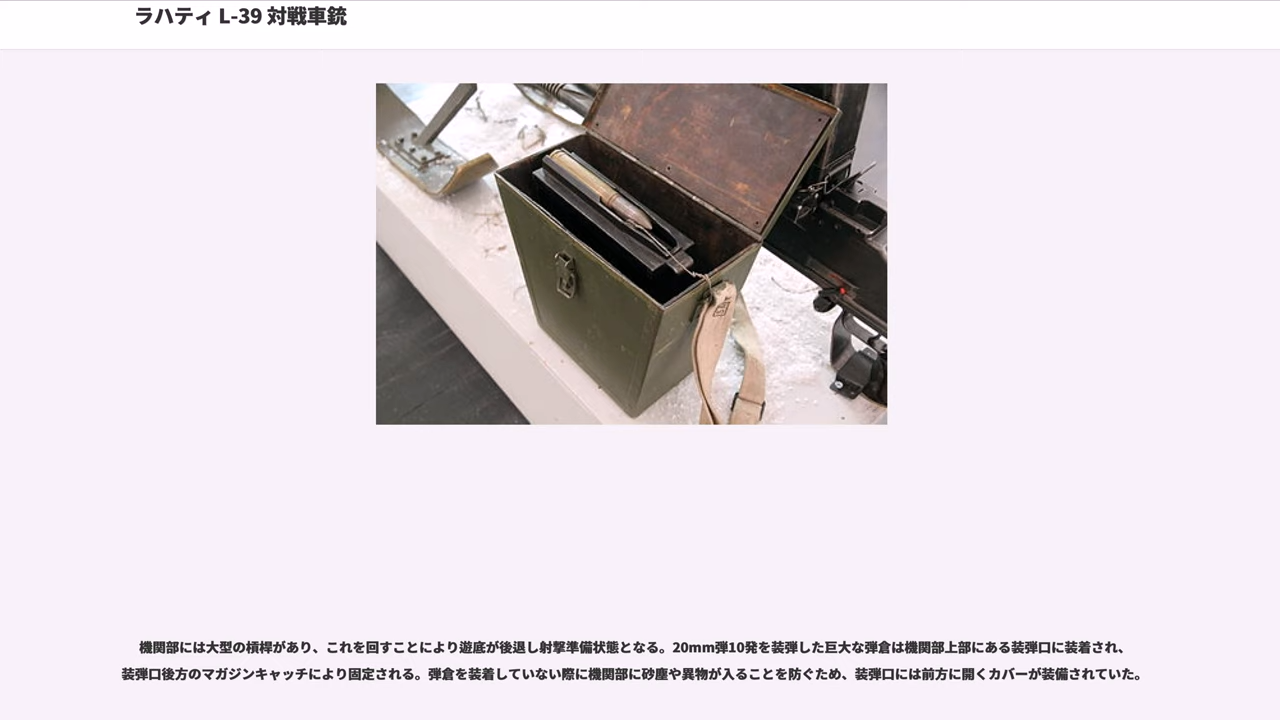 ラハティ L-39 対戦車銃
機関部には大型の槓桿があり、これを回すことにより遊底が後退し射撃準備状態となる。20mm弾10発を装弾した巨大な弾倉は機関部上部にある装弾口に装着され、
装弾口後方のマガジンキャッチにより固定される。弾倉を装着していない際に機関部に砂塵や異物が入ることを防ぐため、装弾口には前方に開くカバーが装備されていた。